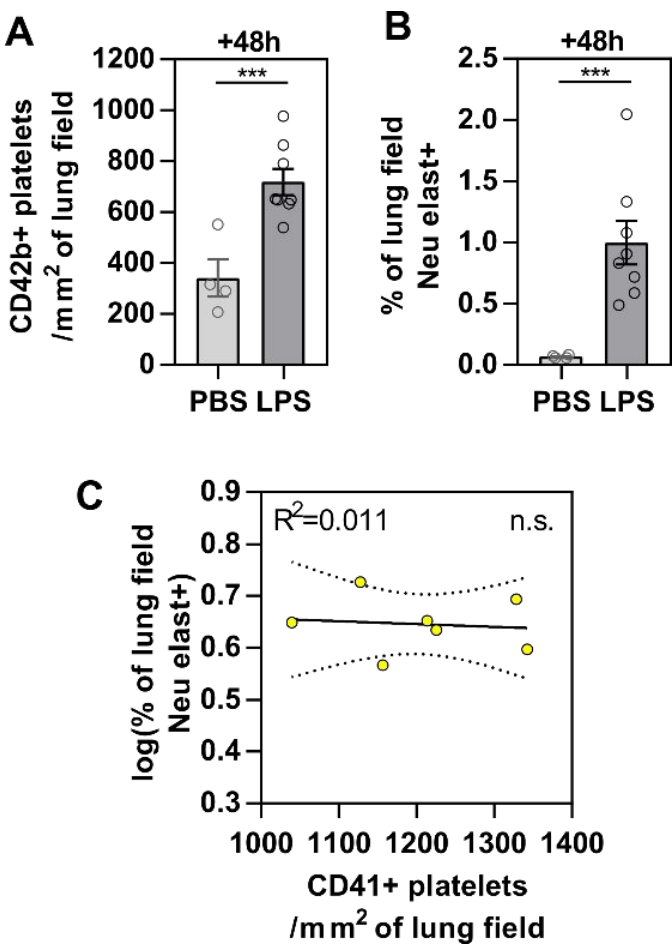 A
+48h
***
CD42b+ platelets
/mm² of lung field
1200
1000
800
600
400
200
0
PBS LPS
B
+48h
***
% of lung field
Neu elast+
2.5
2.0
1.5
1.0
0.5
0.0
PBS LPS
C
R²=0.011
n.s.
log(% of lung field
Neu elast+)
0.9
0.8
0.7
0.6
0.5
0.4
0.3
1000 1100 1200 1300 1400
CD41+ platelets
/mm² of lung field